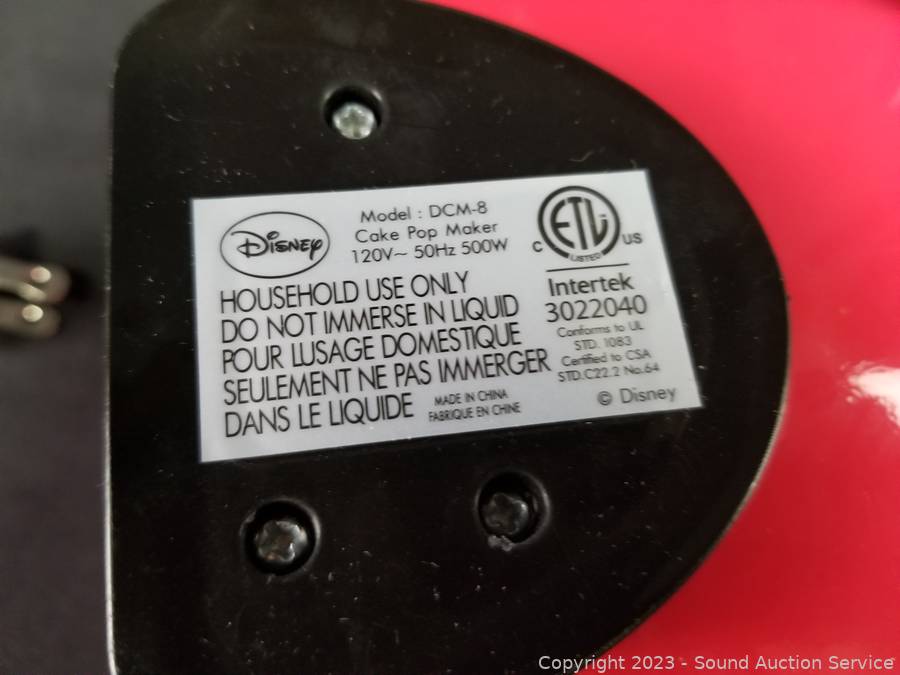 Disney
Model : DCM-8
Cake Pop Maker
120V~ 50Hz 500W
HOUSEHOLD USE ONLY
DO NOT IMMERSE IN LIQUID
POUR LUSAGE DOMESTIQUE
SEULEMENT NE PAS IMMERGER
DANS LE LIQUIDE
MADE IN CHINA
FABRIQUE EN CHINE
ETL
C US
LISTED
Intertek
3022040
Conforms to UL
STD. 1083
Certified to CSA
STD.C22.2 No.64
© Disney
Copyright 2023 - Sound Auction Service